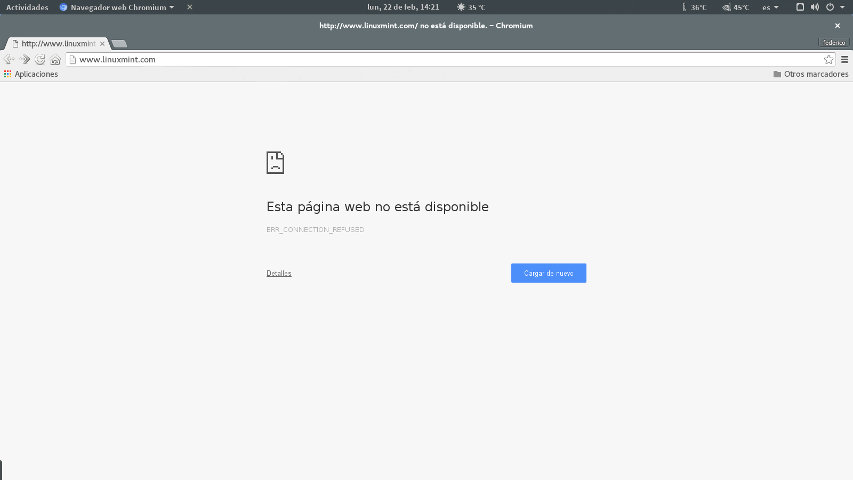 Actividades Navegador web Chromium lun, 22 de feb, 14:21 35 °C 36°C 45°C es
http://www.linuxmint.com/ no está disponible. – Chromium
http://www.linuxmint federico
www.linuxmint.com
Aplicaciones Otros marcadores
Esta página web no está disponible
ERR_CONNECTION_REFUSED
Detalles Cargar de nuevo